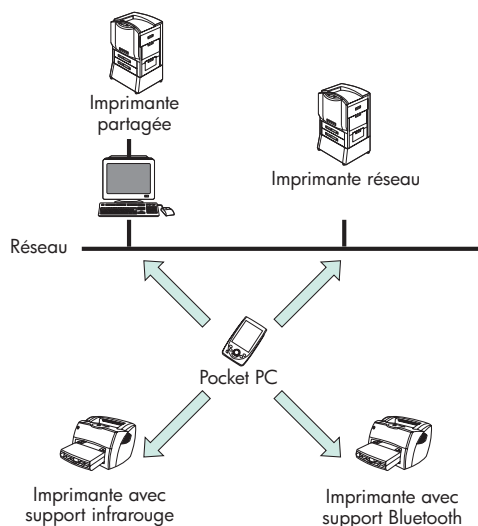 Imprimante
partagée
Imprimante réseau
Réseau
Pocket PC
Imprimante avec
support infrarouge
Imprimante avec
support Bluetooth